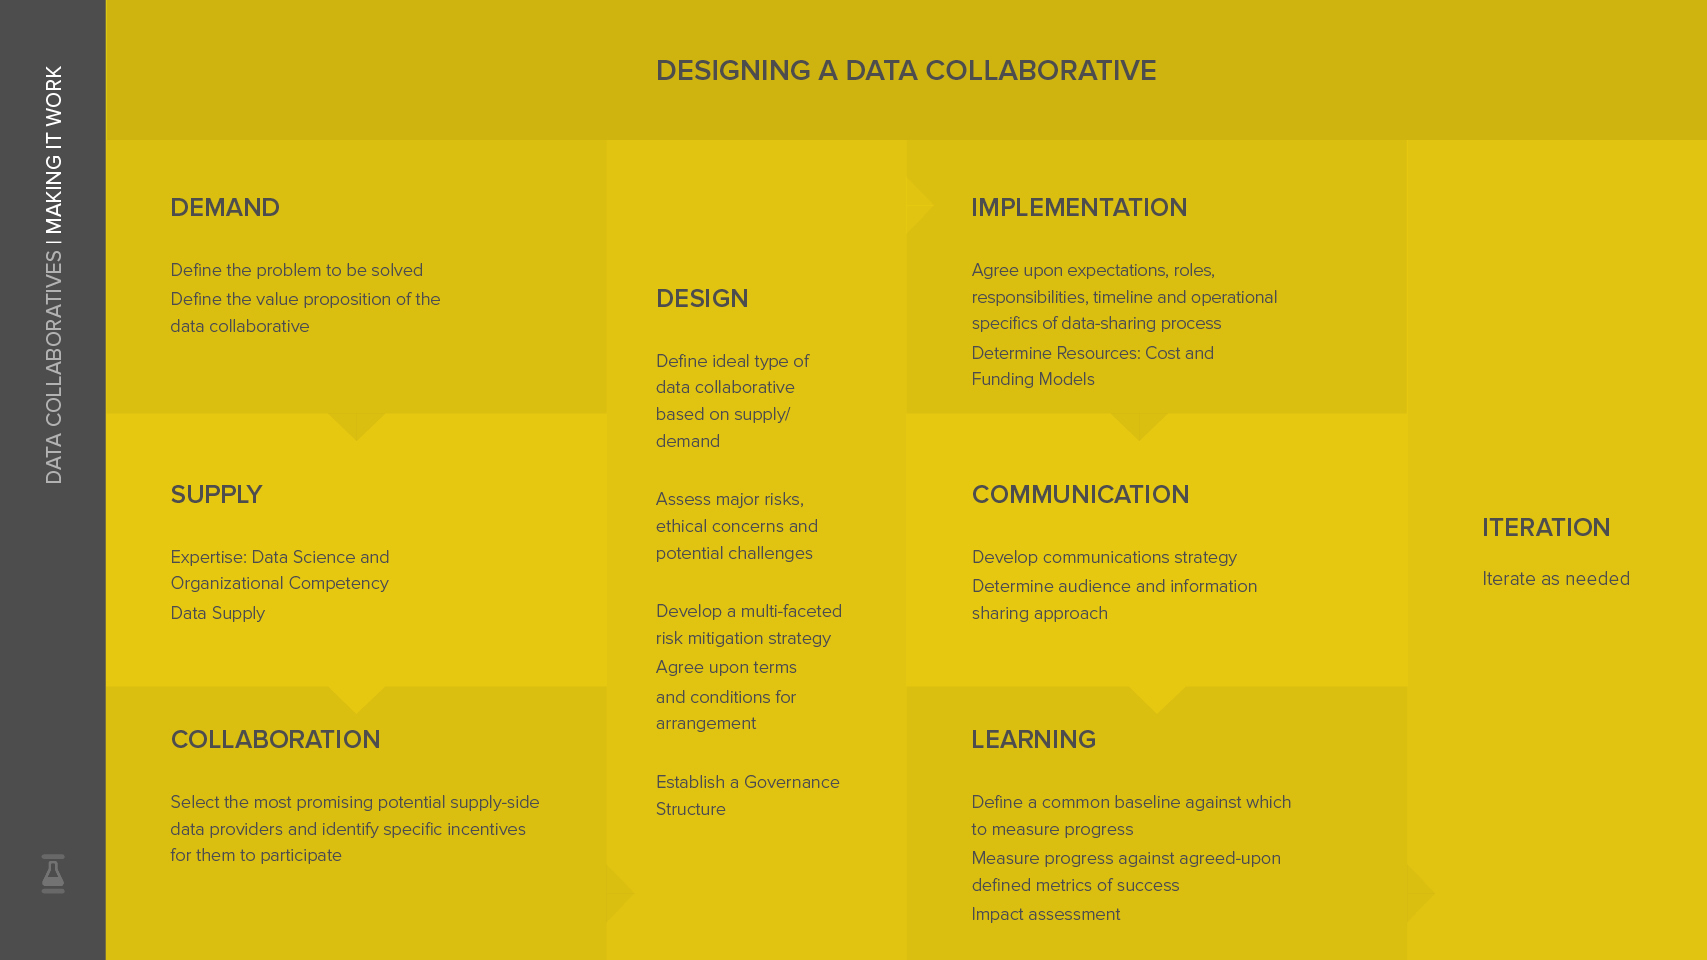 DATA COLLABORATIVES | MAKING IT WORK
DESIGNING A DATA COLLABORATIVE
DEMAND
Define the problem to be solved
Define the value proposition of the
data collaborative
SUPPLY
Expertise: Data Science and
Organizational Competency
Data Supply
COLLABORATION
Select the most promising potential supply-side
data providers and identify specific incentives
for them to participate
DESIGN
Define ideal type of
data collaborative
based on supply/
demand
Assess major risks,
ethical concerns and
potential challenges
Develop a multi-faceted
risk mitigation strategy
Agree upon terms
and conditions for
arrangement
Establish a Governance
Structure
IMPLEMENTATION
Agree upon expectations, roles,
responsibilities, timeline and operational
specifics of data-sharing process
Determine Resources: Cost and
Funding Models
COMMUNICATION
Develop communications strategy
Determine audience and information
sharing approach
LEARNING
Define a common baseline against which
to measure progress
Measure progress against agreed-upon
defined metrics of success
Impact assessment
ITERATION
Iterate as needed